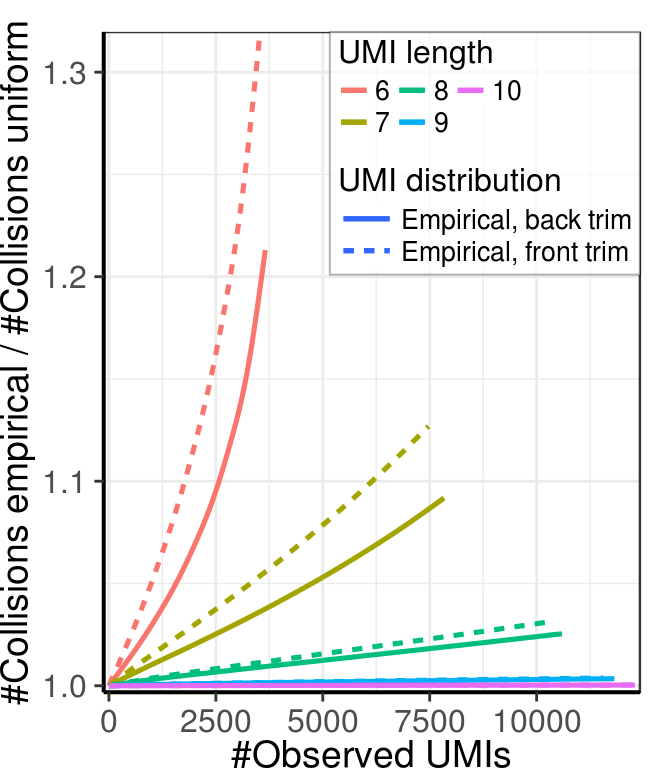 #Collisions empirical / #Collisions uniform
1.3
1.2
1.1
1.0
UMI length
6 8 10
7 9
UMI distribution
Empirical, back trim
Empirical, front trim
0 2500 5000 7500 10000
#Observed UMIs